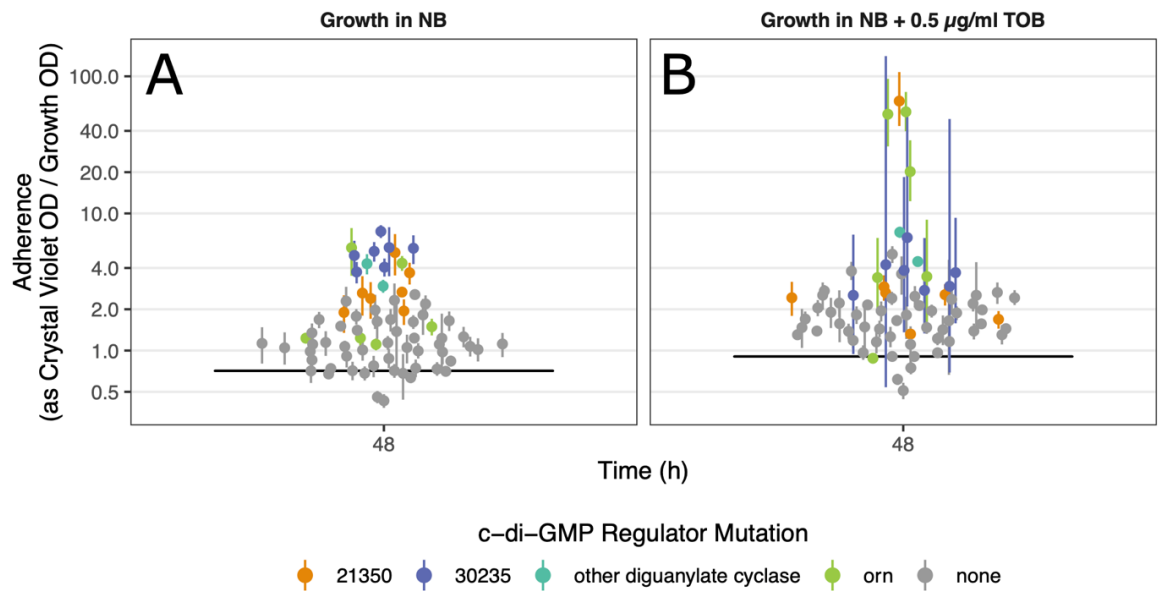 Growth in NB
Growth in NB + 0.5 µg/ml TOB
Adherence
(as Crystal Violet OD / Growth OD)
A
B
100.0
40.0
20.0
10.0
4.0
2.0
1.0
0.5
48
48
Time (h)
c−di−GMP Regulator Mutation
21350 30235 other diguanylate cyclase orn none